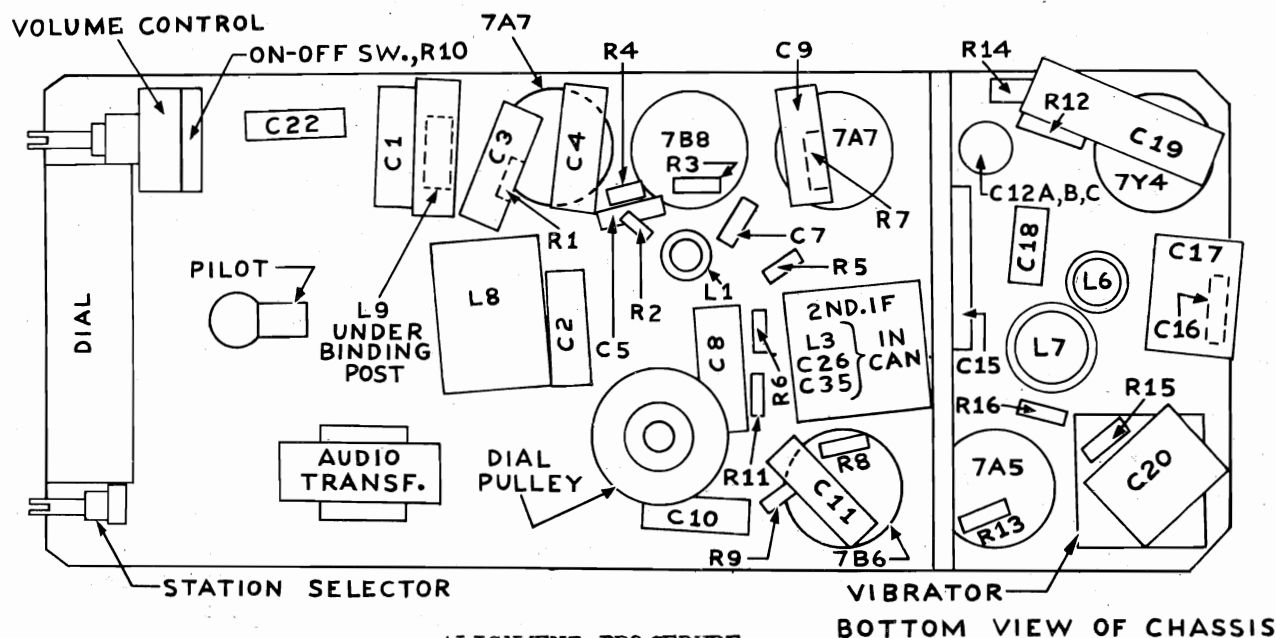 VOLUME CONTROL
ON-OFF SW.,R10
7A7
R4
C9
R14
R12
C22
C1
C3
C4
7B8
R3
7A7
C19
7Y4
C12A,B,C
R1
C7
R7
C18
C17
PILOT
L8
C2
R2
L1
R5
L6
C16
DIAL
L9
UNDER
BINDING
POST
C5
C8
R6
2ND.IF
L3
C26
C35
IN
CAN
C15
L7
R16
R15
AUDIO
TRANSF.
DIAL
PULLEY
R11
R8
C11
7A5
C20
C10
R13
R9
7B6
STATION SELECTOR
VIBRATOR
BOTTOM VIEW OF CHASSIS